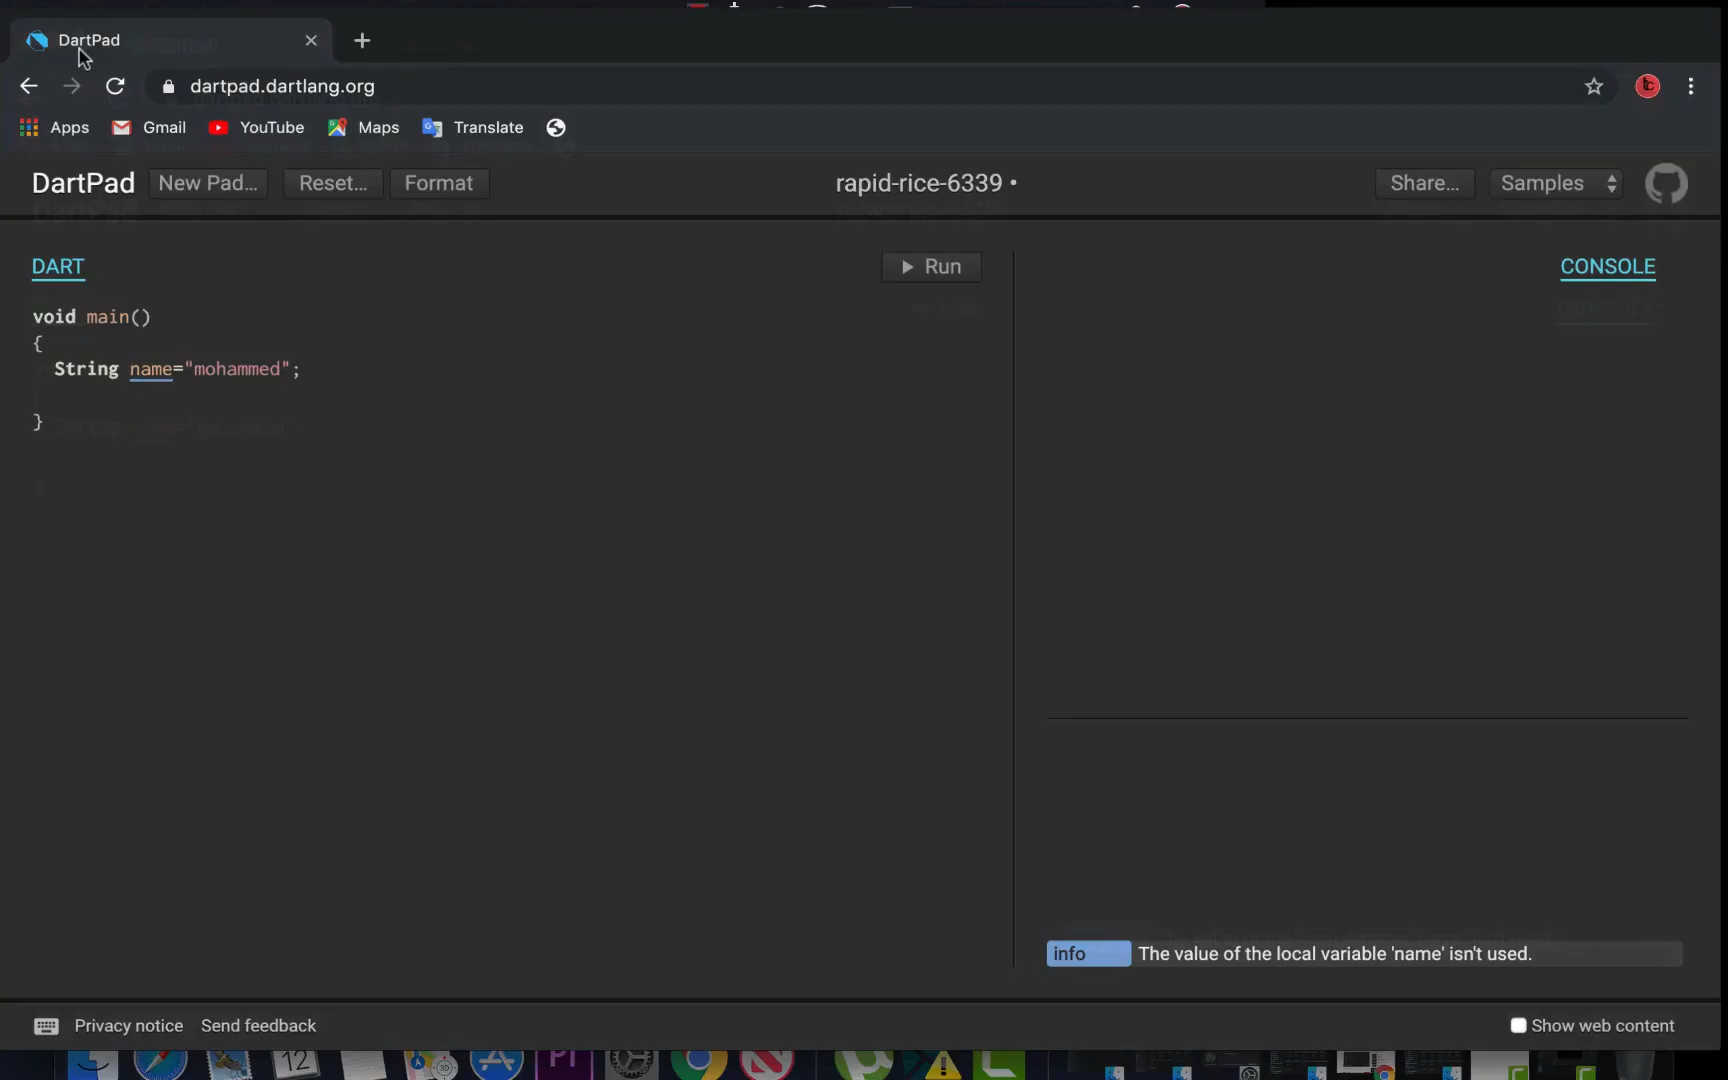 DartPad
dartpad.dartlang.org
Apps Gmail YouTube Maps Translate
DartPad New Pad... Reset... Format rapid-rice-6339 • Share... Samples
DART Run CONSOLE
void main()
{
String name="mohammed";
}
info The value of the local variable 'name' isn't used.
Privacy notice Send feedback Show web content
12